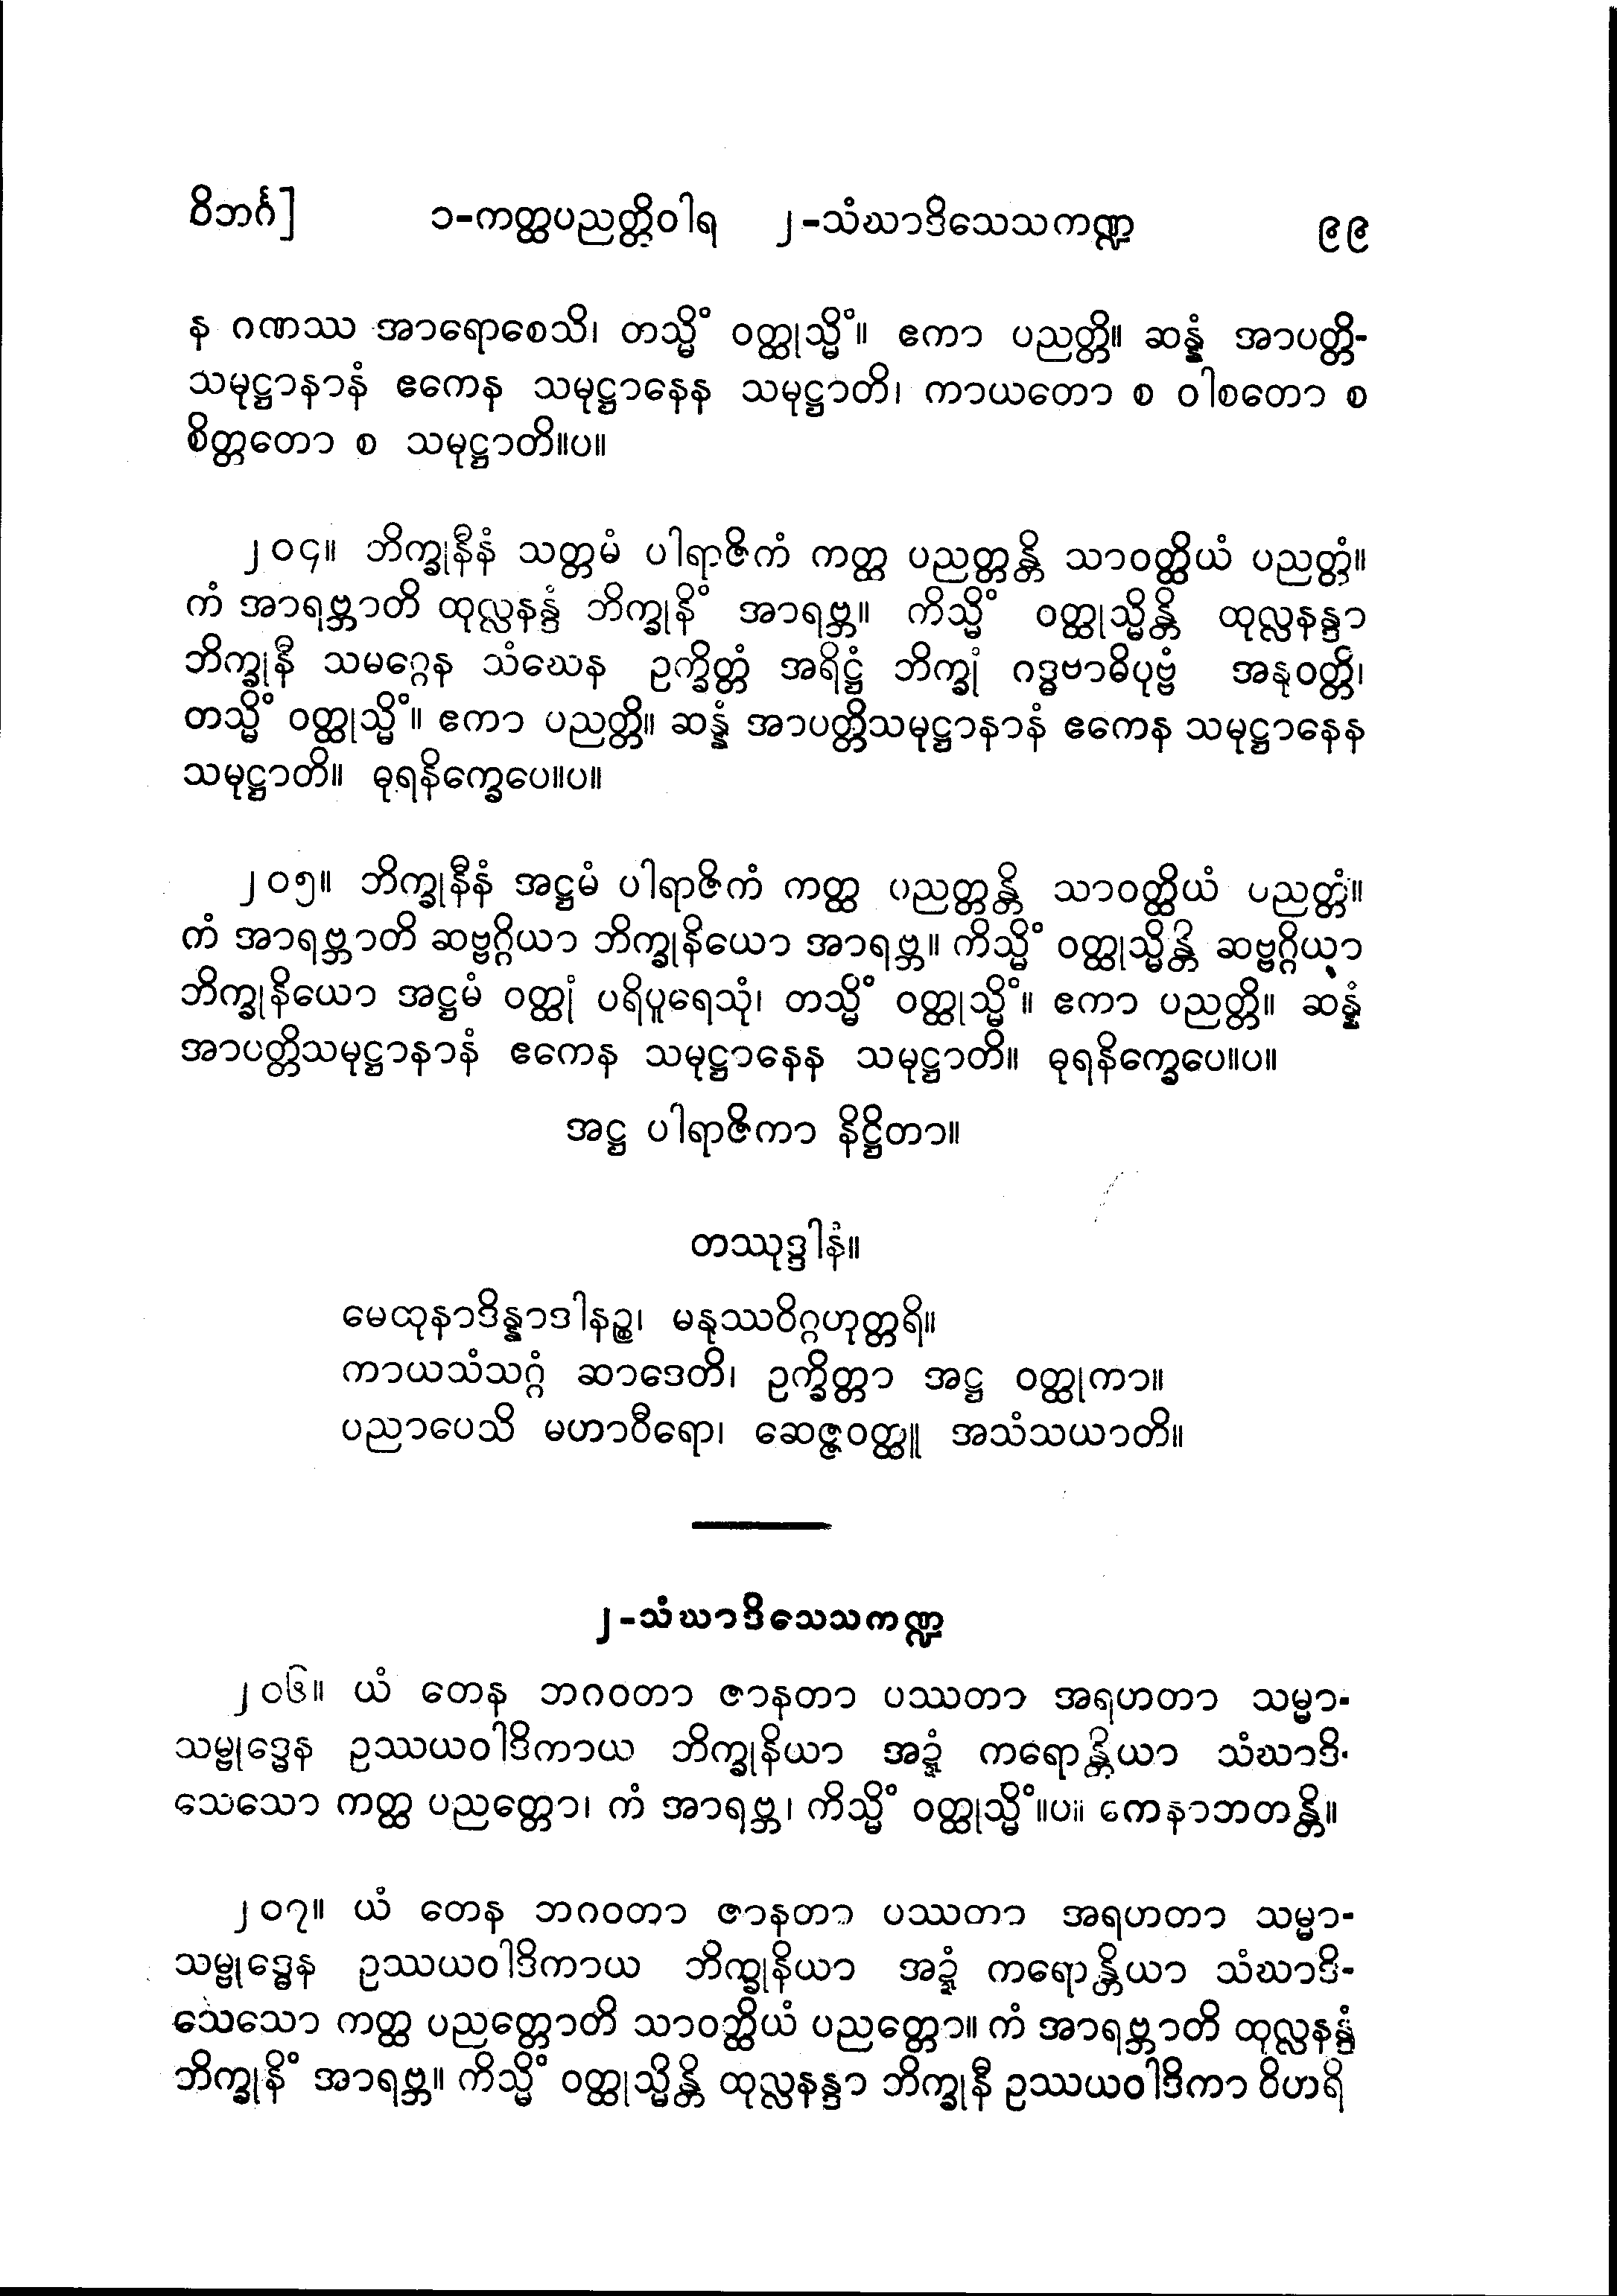 ဝိဘင်္ဂ] ၁-ကတ္ထပညတ္တိဝါရ ၂-သံဃာဒိသေသကဏ္ဍ ၉၉
န ဂဏဿ အာရောစေသိ၊ တသ္မိံ ဝတ္ထုသ္မိံ။ ဧကာ ပညတ္တိ။ ဆန္နံ အာပတ္တိ-
သမုဋ္ဌာနာနံ ဧကေန သမုဋ္ဌာနေန သမုဋ္ဌာတိ၊ ကာယတော စ ဝါစတော စ
စိတ္တတော စ သမုဋ္ဌာတိ။ပ။
၂၀၄။ ဘိက္ခုနီနံ သတ္တမံ ပါရာဇိကံ ကတ္ထ ပညတ္တန္တိ သာဝတ္ထိယံ ပညတ္တံ။
ကံ အာရဗ္ဘာတိ ထုလ္လနန္ဒံ ဘိက္ခုနိံ အာရဗ္ဘ။ ကိသ္မိံ ဝတ္ထုသ္မိန္တိ ထုလ္လနန္ဒာ
ဘိက္ခုနီ သမဂ္ဂေန သံဃေန ဥက္ခိတ္တံ အရိဋ္ဌံ ဘိက္ခုံ ဂဒ္ဓဗာဓိပုဗ္ဗံ အနုဝတ္တိ၊
တသ္မိံ ဝတ္ထုသ္မိံ။ ဧကာ ပညတ္တိ။ ဆန္နံ အာပတ္တိသမုဋ္ဌာနာနံ ဧကေန သမုဋ္ဌာနေန
သမုဋ္ဌာတိ။ ဓုရနိက္ခေပေ။ပ။
၂၀၅။ ဘိက္ခုနီနံ အဋ္ဌမံ ပါရာဇိကံ ကတ္ထ ပညတ္တန္တိ သာဝတ္ထိယံ ပညတ္တံ။
ကံ အာရဗ္ဘာတိ ဆဗ္ဗဂ္ဂိယာ ဘိက္ခုနိယော အာရဗ္ဘ။ ကိသ္မိံ ဝတ္ထုသ္မိန္တိ ဆဗ္ဗဂ္ဂိယာ
ဘိက္ခုနိယော အဋ္ဌမံ ဝတ္ထုံ ပရိပူရေသုံ၊ တသ္မိံ ဝတ္ထုသ္မိံ။ ဧကာ ပညတ္တိ။ ဆန္နံ
အာပတ္တိသမုဋ္ဌာနာနံ ဧကေန သမုဋ္ဌာနေန သမုဋ္ဌာတိ။ ဓုရနိက္ခေပေ။ပ။
အဋ္ဌ ပါရာဇိကာ နိဋ္ဌိတာ။
တဿုဒ္ဒါနံ။
မေထုနာဒိန္နာဒါနဉ္စ၊ မနုဿဝိဂ္ဂဟုတ္တရိ။
ကာယသံသဂ္ဂံ ဆာဒေတိ၊ ဥက္ခိတ္တာ အဋ္ဌ ဝတ္ထုကာ။
ပညာပေသိ မဟာဝီရော၊ ဆေဇ္ဇဝတ္ထူ အသံသယာတိ။
၂-သံဃာဒိသေသကဏ္ဍ
၂၀၆။ ယံ တေန ဘဂဝတာ ဇာနတာ ပဿတာ အရဟတာ သမ္မာ-
သမ္ဗုဒ္ဓေန ဥဿယဝါဒိကာယ ဘိက္ခုနိယာ အဍ္ဍံ ကရောန္တိယာ သံဃာဒိ-
သေသော ကတ္ထ ပညတ္တော၊ ကံ အာရဗ္ဘ၊ ကိသ္မိံ ဝတ္ထုသ္မိံ။ပ။ ကေနာဘတန္တိ။
၂၀၇။ ယံ တေန ဘဂဝတာ ဇာနတာ ပဿတာ အရဟတာ သမ္မာ-
သမ္ဗုဒ္ဓေန ဥဿယဝါဒိကာယ ဘိက္ခုနိယာ အဍ္ဍံ ကရောန္တိယာ သံဃာဒိ-
သေသော ကတ္ထ ပညတ္တောတိ သာဝတ္ထိယံ ပညတ္တော။ ကံ အာရဗ္ဘာတိ ထုလ္လနန္ဒံ
ဘိက္ခုနိံ အာရဗ္ဘ။ ကိသ္မိံ ဝတ္ထုသ္မိန္တိ ထုလ္လနန္ဒာ ဘိက္ခုနီ ဥဿယဝါဒိကာ ဝိဟရိ